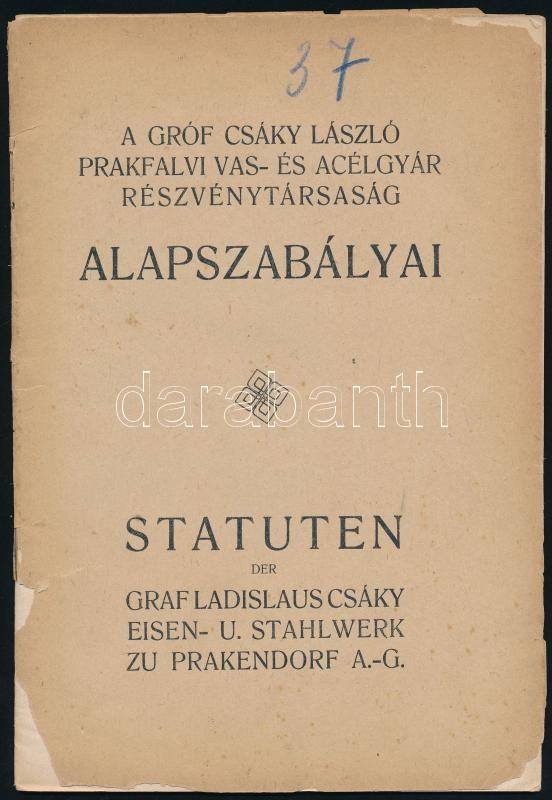 37
A GRÓF CSÁKY LÁSZLÓ
PRAKFALVI VAS- ÉS ACÉLGYÁR
RÉSZVÉNYTÁRSASÁG
ALAPSZABÁLYAI
darabanth
STATUTEN
DER
GRAF LADISLAUS CSÁKY
EISEN- U. STAHLWERK
ZU PRAKENDORF A.-G.